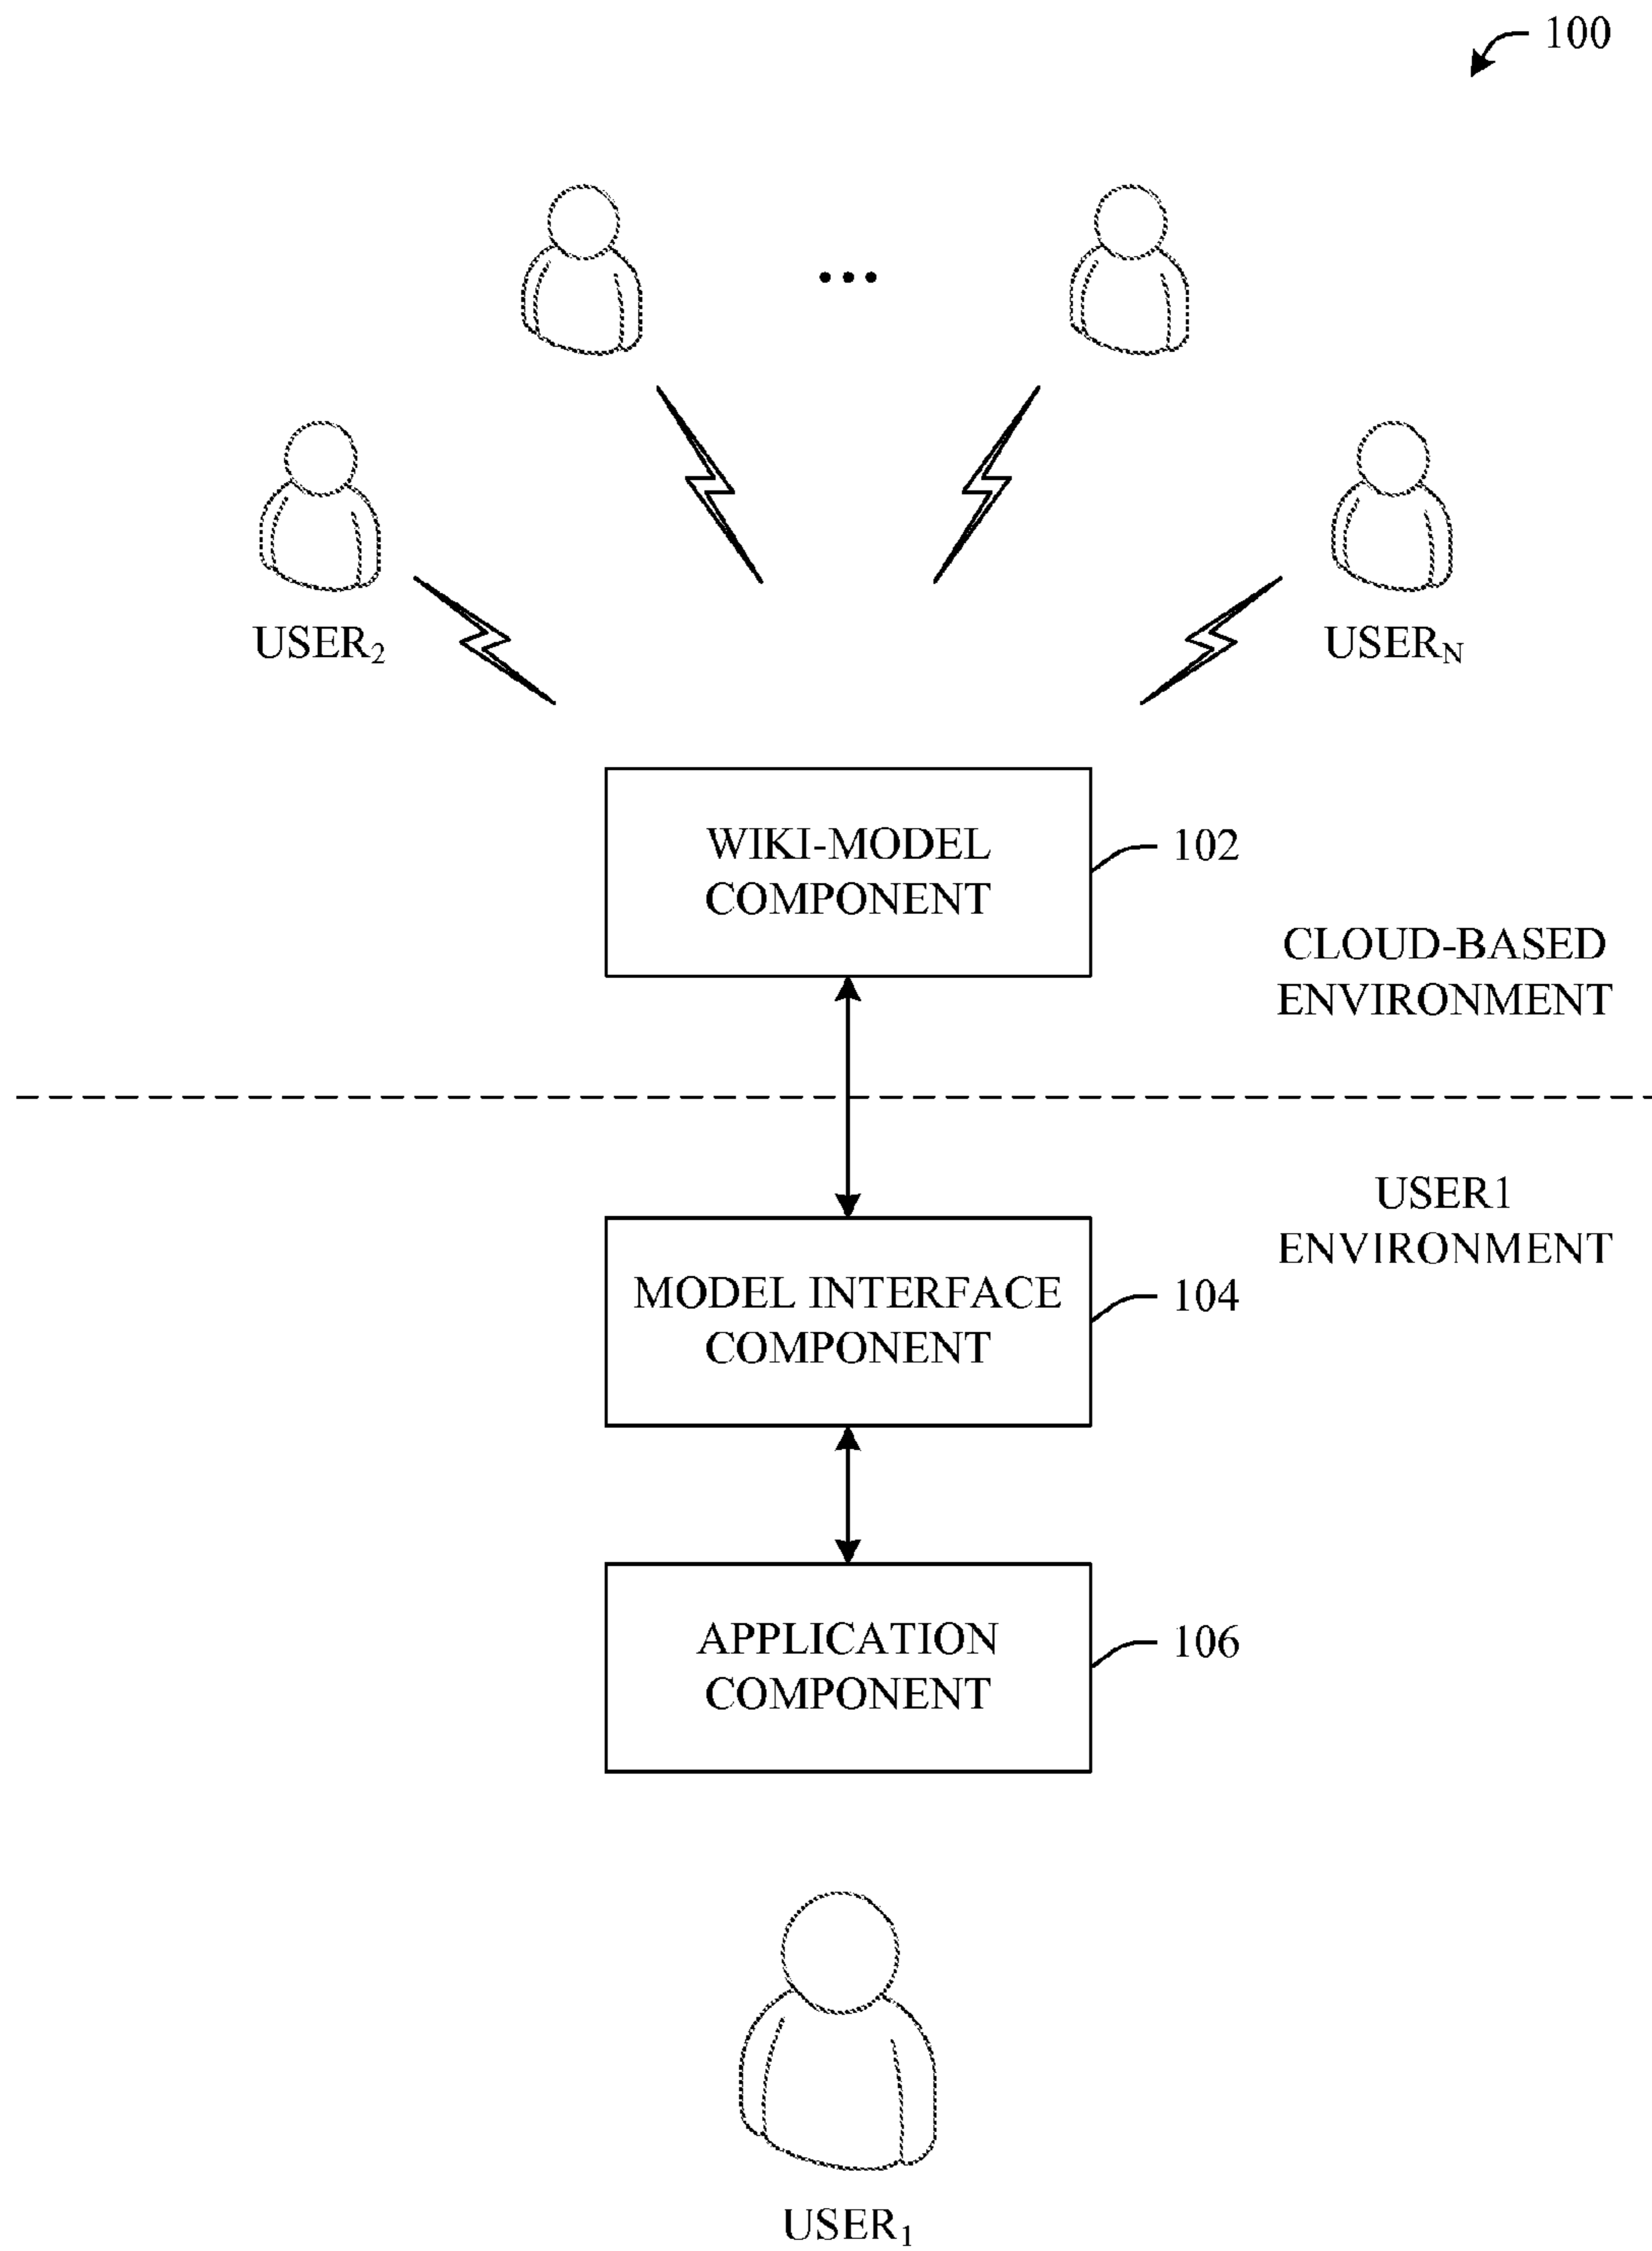 100
...
USER2
USERN
WIKI-MODEL
COMPONENT
102
CLOUD-BASED
ENVIRONMENT
USER1
ENVIRONMENT
MODEL INTERFACE
COMPONENT
104
APPLICATION
COMPONENT
106
USER1